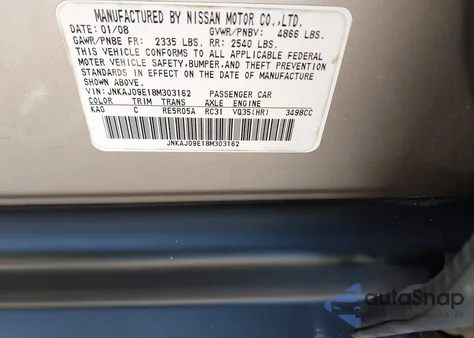 MANUFACTURED BY NISSAN MOTOR CO.,LTD.
DATE: 01/08 GVWR/PNBV: 4866 LBS.
GAWR/PNBE FR: 2335 LBS. RR: 2540 LBS.
THIS VEHICLE CONFORMS TO ALL APPLICABLE FEDERAL
MOTOR VEHICLE SAFETY,BUMPER,AND THEFT PREVENTION
STANDARDS IN EFFECT ON THE DATE OF MANUFACTURE
SHOWN ABOVE.
VIN: JNKAJ09E18M303162 PASSENGER CAR
COLOR TRIM TRANS AXLE ENGINE
KAG C RE5R05A RC31 VQ35(HR) 3498CC
JNKAJ09E18M303162
autoSnap